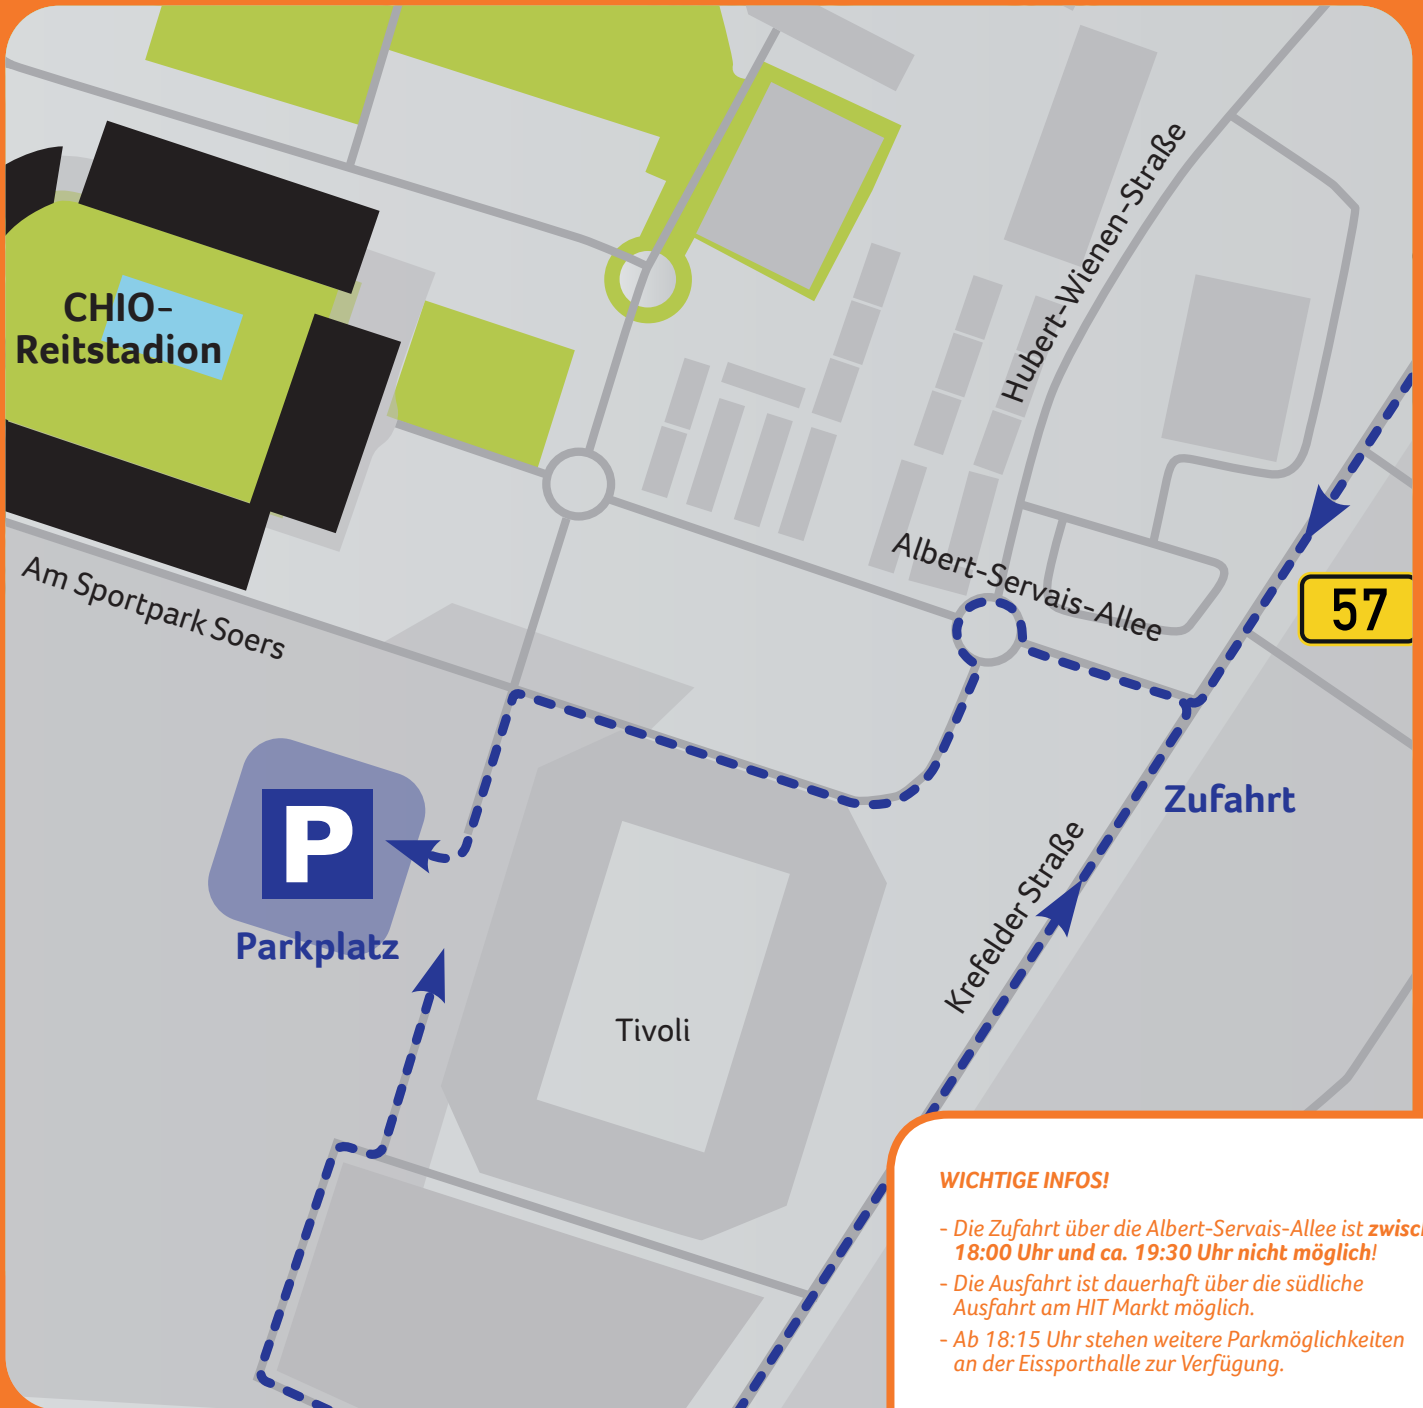 Hubert-Wienen-Straße
CHIO-
Reitstadion
Albert-Servais-Allee
57
Am Sportpark Soers
P
Parkplatz
Zufahrt
Krefelder Straße
Tivoli
WICHTIGE INFOS!
- Die Zufahrt über die Albert-Servais-Allee ist
18:00 Uhr und ca. 19:30 Uhr nicht möglich!
- Die Ausfahrt ist dauerhaft über die südliche
Ausfahrt am HIT Markt möglich.
- Ab 18:15 Uhr stehen weitere Parkmöglichkeiten
an der Eissporthalle zur Verfügung.